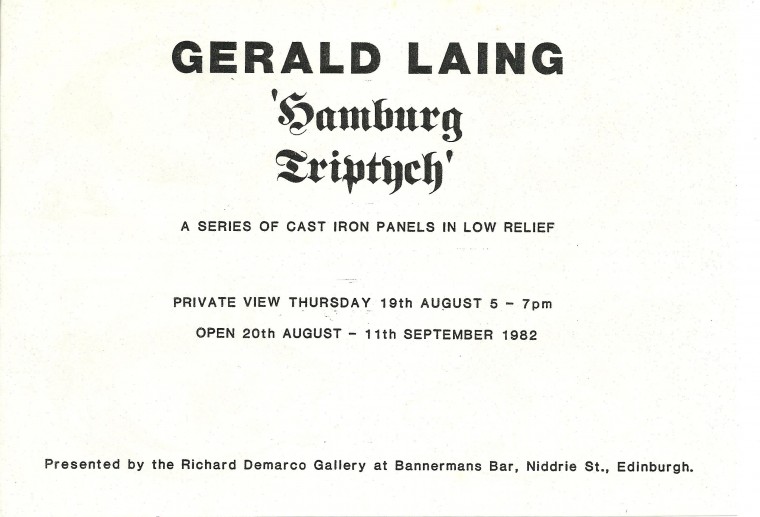 GERALD LAING
'Hamburg
Triptych'
A SERIES OF CAST IRON PANELS IN LOW RELIEF
PRIVATE VIEW THURSDAY 19th AUGUST 5 – 7pm
OPEN 20th AUGUST – 11th SEPTEMBER 1982
Presented by the Richard Demarco Gallery at Bannermans Bar, Niddrie St., Edinburgh.